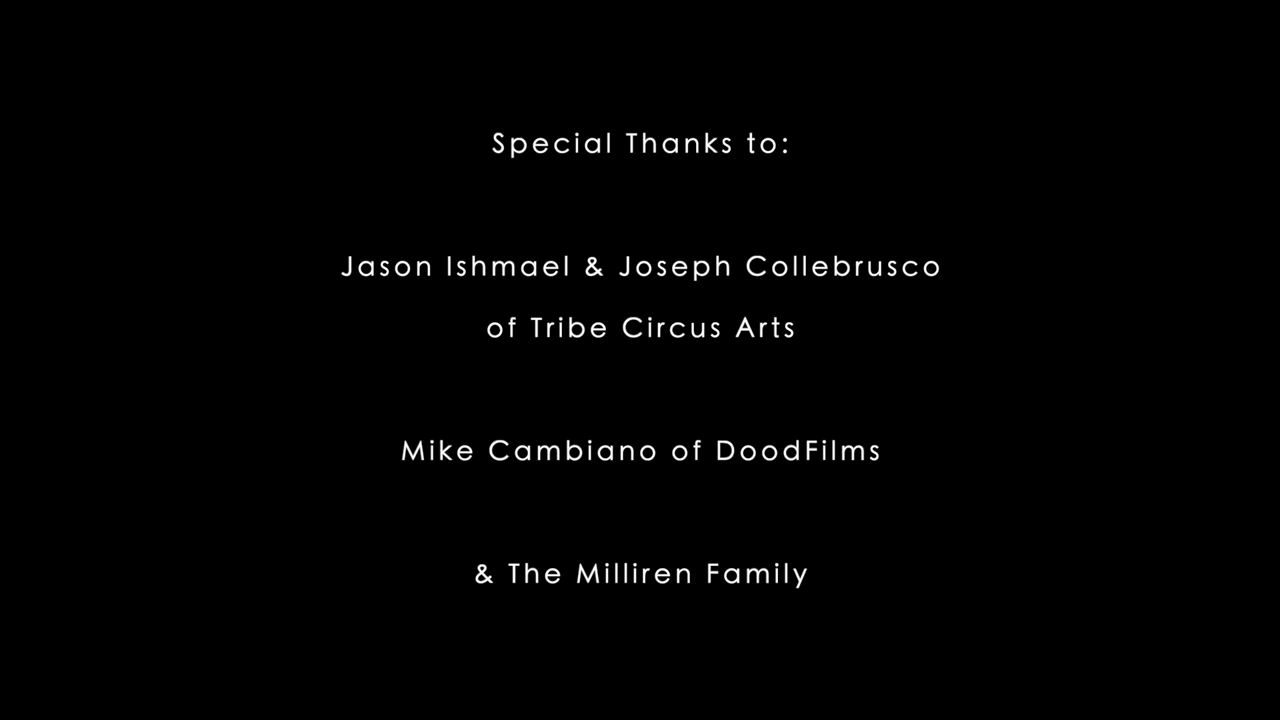 Special Thanks to:
Jason Ishmael & Joseph Collebrusco
of Tribe Circus Arts
Mike Cambiano of DoodFilms
& The Milliren Family